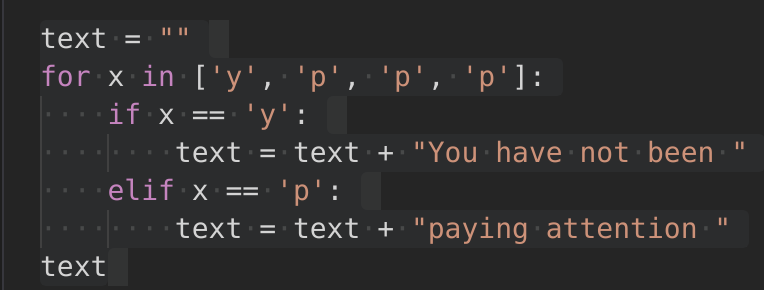 text = ""
for x in ['y', 'p', 'p', 'p']:
    if x == 'y':
        text = text + "You have not been "
    elif x == 'p':
        text = text + "paying attention "
text